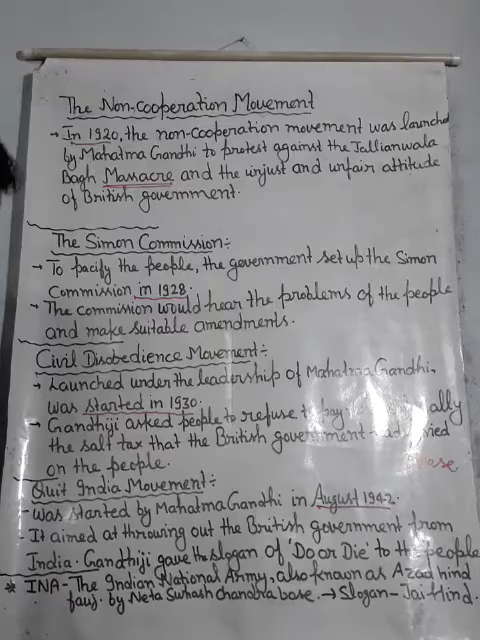 The Non-cooperation Movement
→ In 1920, the non-cooperation movement was launched
by Mahatma Gandhi to protest against the Jallianwala
Bagh Massacre and the unjust and unfair attitude
of British government.
The Simon Commission:-
→ To pacify the people, the government set up the Simon
Commission in 1928.
→ The commission would hear the problems of the people
and make suitable amendments.
Civil Disobedience Movement:-
→ Launched under the leadership of Mahatma Gandhi,
was started in 1930.
→ Gandhiji asked people to refuse to pay
the salt tax that the British government
on the people.
Quit India Movement:-
- was started by Mahatma Gandhi in August 1942.
- It aimed at throwing out the British government from
India. Gandhiji gave the slogan of 'Do or Die' to the people
* INA - The Indian National Army, also known as Azad hind
fauj. by Neta Suhash chandra bose. → Slogan - Jai Hind.